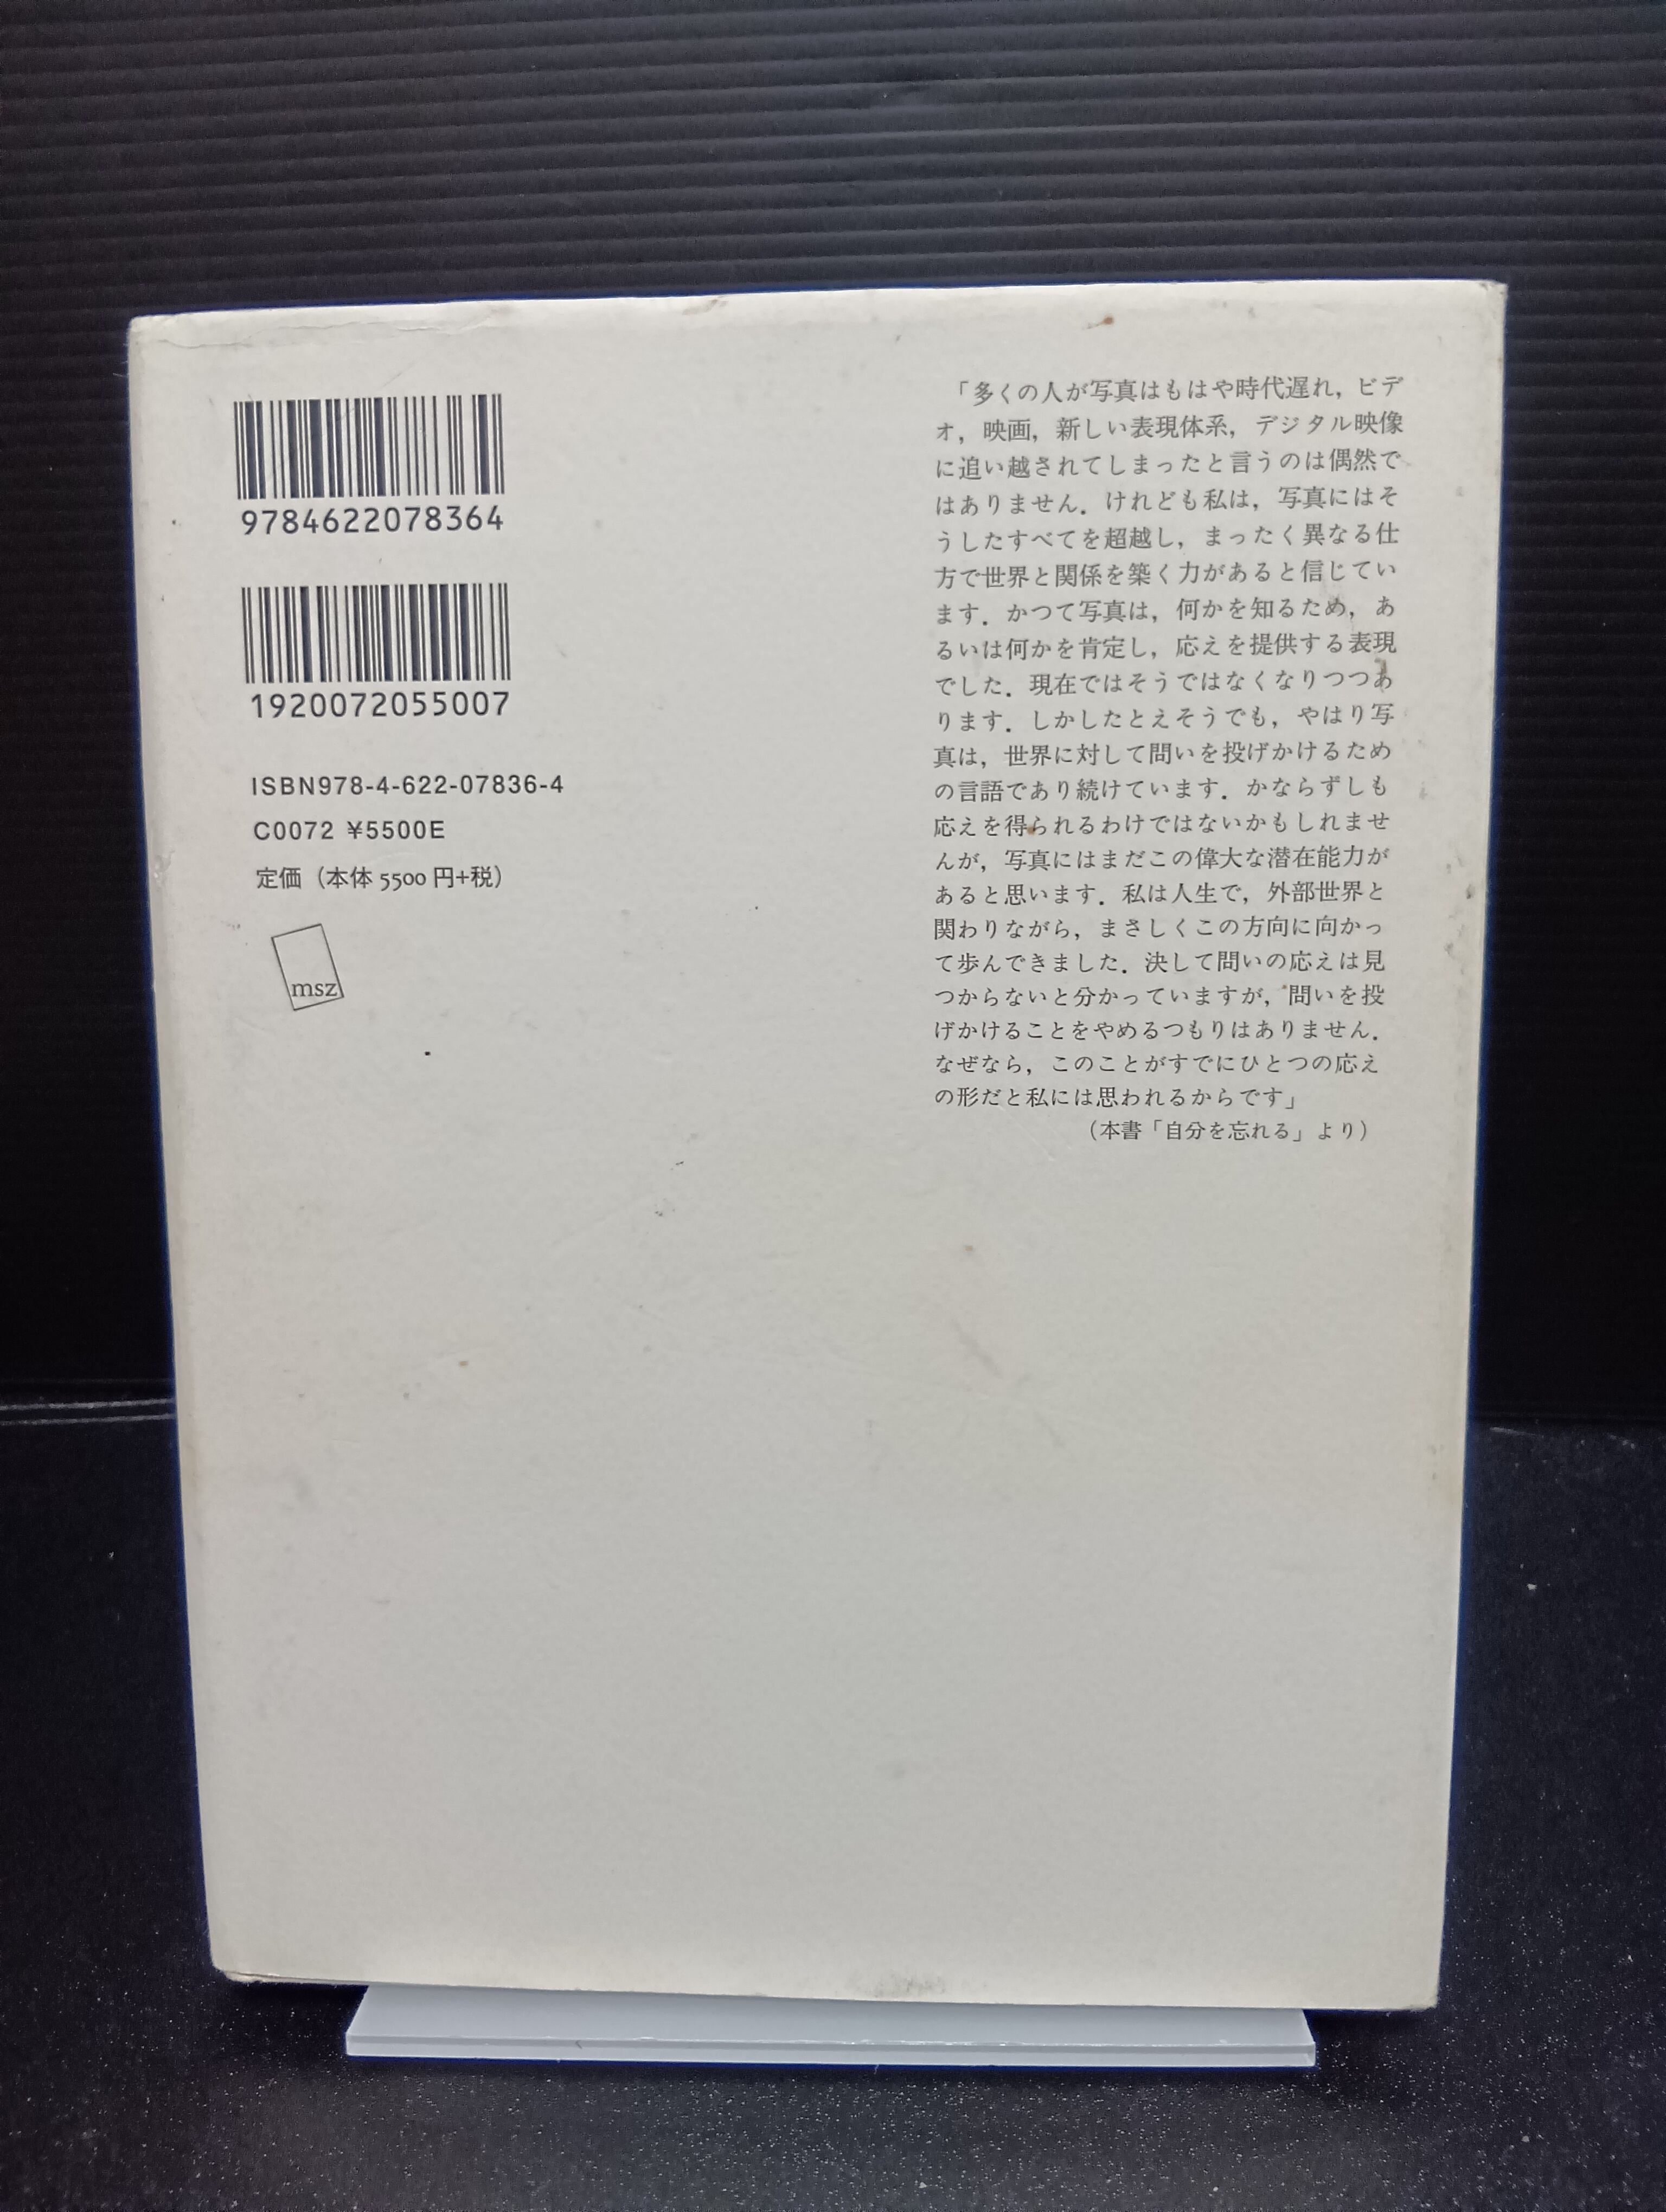 9784622078364
1920072055007
ISBN978-4-622-07836-4
C0072 ¥5500E
定価（本体 5500 円+税）
msz
「多くの人が写真はもはや時代遅れ，ビデ
オ，映画，新しい表現体系，デジタル映像
に追い越されてしまったと言うのは偶然で
はありません．けれども私は，写真にはそ
うしたすべてを超越し，まったく異なる仕
方で世界と関係を築く力があると信じてい
ます．かつて写真は，何かを知るため，あ
るいは何かを肯定し，応えを提供する表現
でした．現在ではそうではなくなりつつあ
ります．しかしたとえそうでも，やはり写
真は，世界に対して問いを投げかけるため
の言語であり続けています．かならずしも
応えを得られるわけではないかもしれませ
んが，写真にはまだこの偉大な潜在能力が
あると思います．私は人生で，外部世界と
関わりながら，まさしくこの方向に向かっ
て歩んできました．決して問いの応えは見
つからないと分かっていますが，問いを投
げかけることをやめるつもりはありません．
なぜなら，このことがすでにひとつの応え
の形だと私には思われるからです」
（本書「自分を忘れる」より）